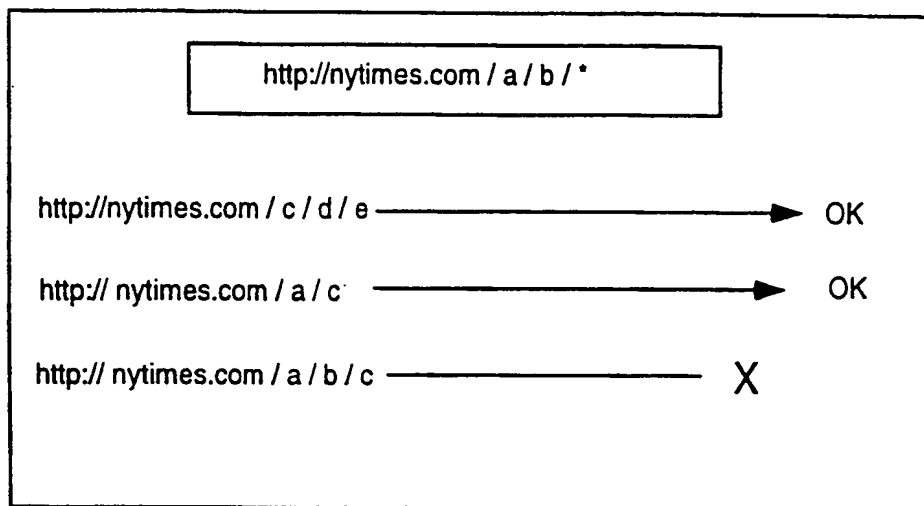 http://nytimes.com / a / b / *
http://nytimes.com / c / d / e OK
http:// nytimes.com / a / c OK
http:// nytimes.com / a / b / c X